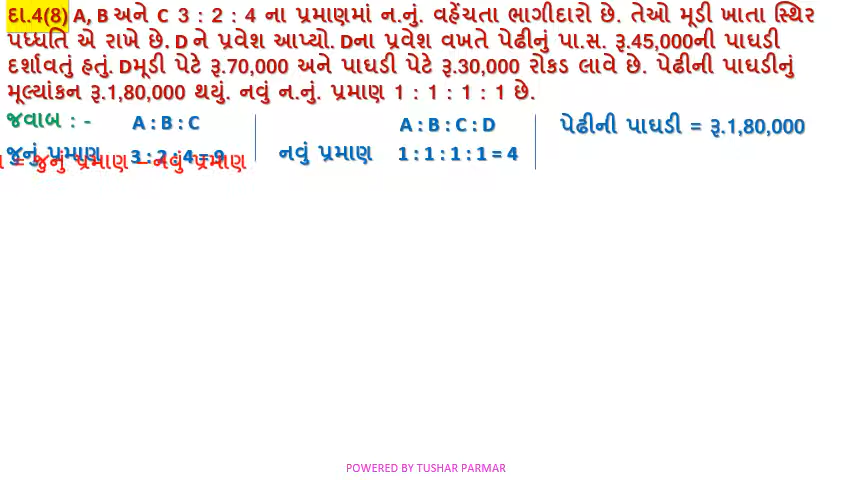 દા.4(8) A, B અને C 3 : 2 : 4 ના પ્રમાણમાં ન.નું. વહેંચતા ભાગીદારો છે. તેઓ મૂડી ખાતા સ્થિર
પધ્ધતિ એ રાખે છે. D ને પ્રવેશ આપ્યો. Dના પ્રવેશ વખતે પેઢીનું પા.સ. રૂ.45,000ની પાઘડી
દર્શાવતું હતું. Dમૂડી પેટે રૂ.70,000 અને પાઘડી પેટે રૂ.30,000 રોકડ લાવે છે. પેઢીની પાઘડીનું
મૂલ્યાંકન રૂ.1,80,000 થયું. નવું ન.નું. પ્રમાણ 1 : 1 : 1 : 1 છે.
જવાબ : - A : B : C A : B : C : D પેઢીની પાઘડી = રૂ.1,80,000
જુનું પ્રમાણ 3 : 2 : 4 = 9 નવું પ્રમાણ 1 : 1 : 1 : 1 = 4
= જુનું પ્રમાણ – નવું પ્રમાણ
POWERED BY TUSHAR PARMAR